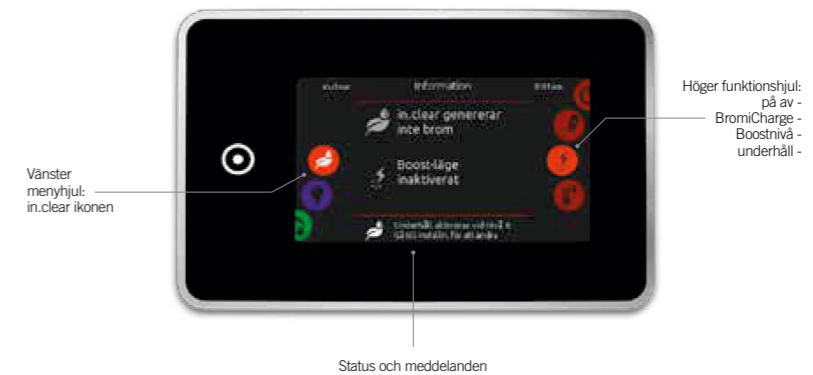 Information
in.clear genererar
inte brom
Boost-läge
inaktiverat
Underhåll
Vänster
menyhjul:
in.clear ikonen
Höger funktionshjul:
på av -
BromiCharge -
Boostnivå -
underhåll -
Status och meddelanden